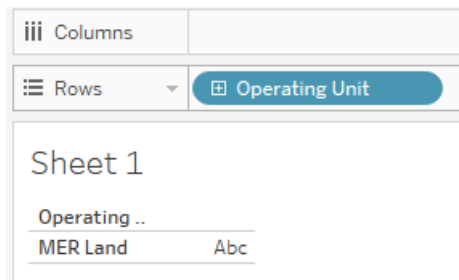 Columns
Rows
Operating Unit
Sheet 1
Operating ..
MER Land Abc